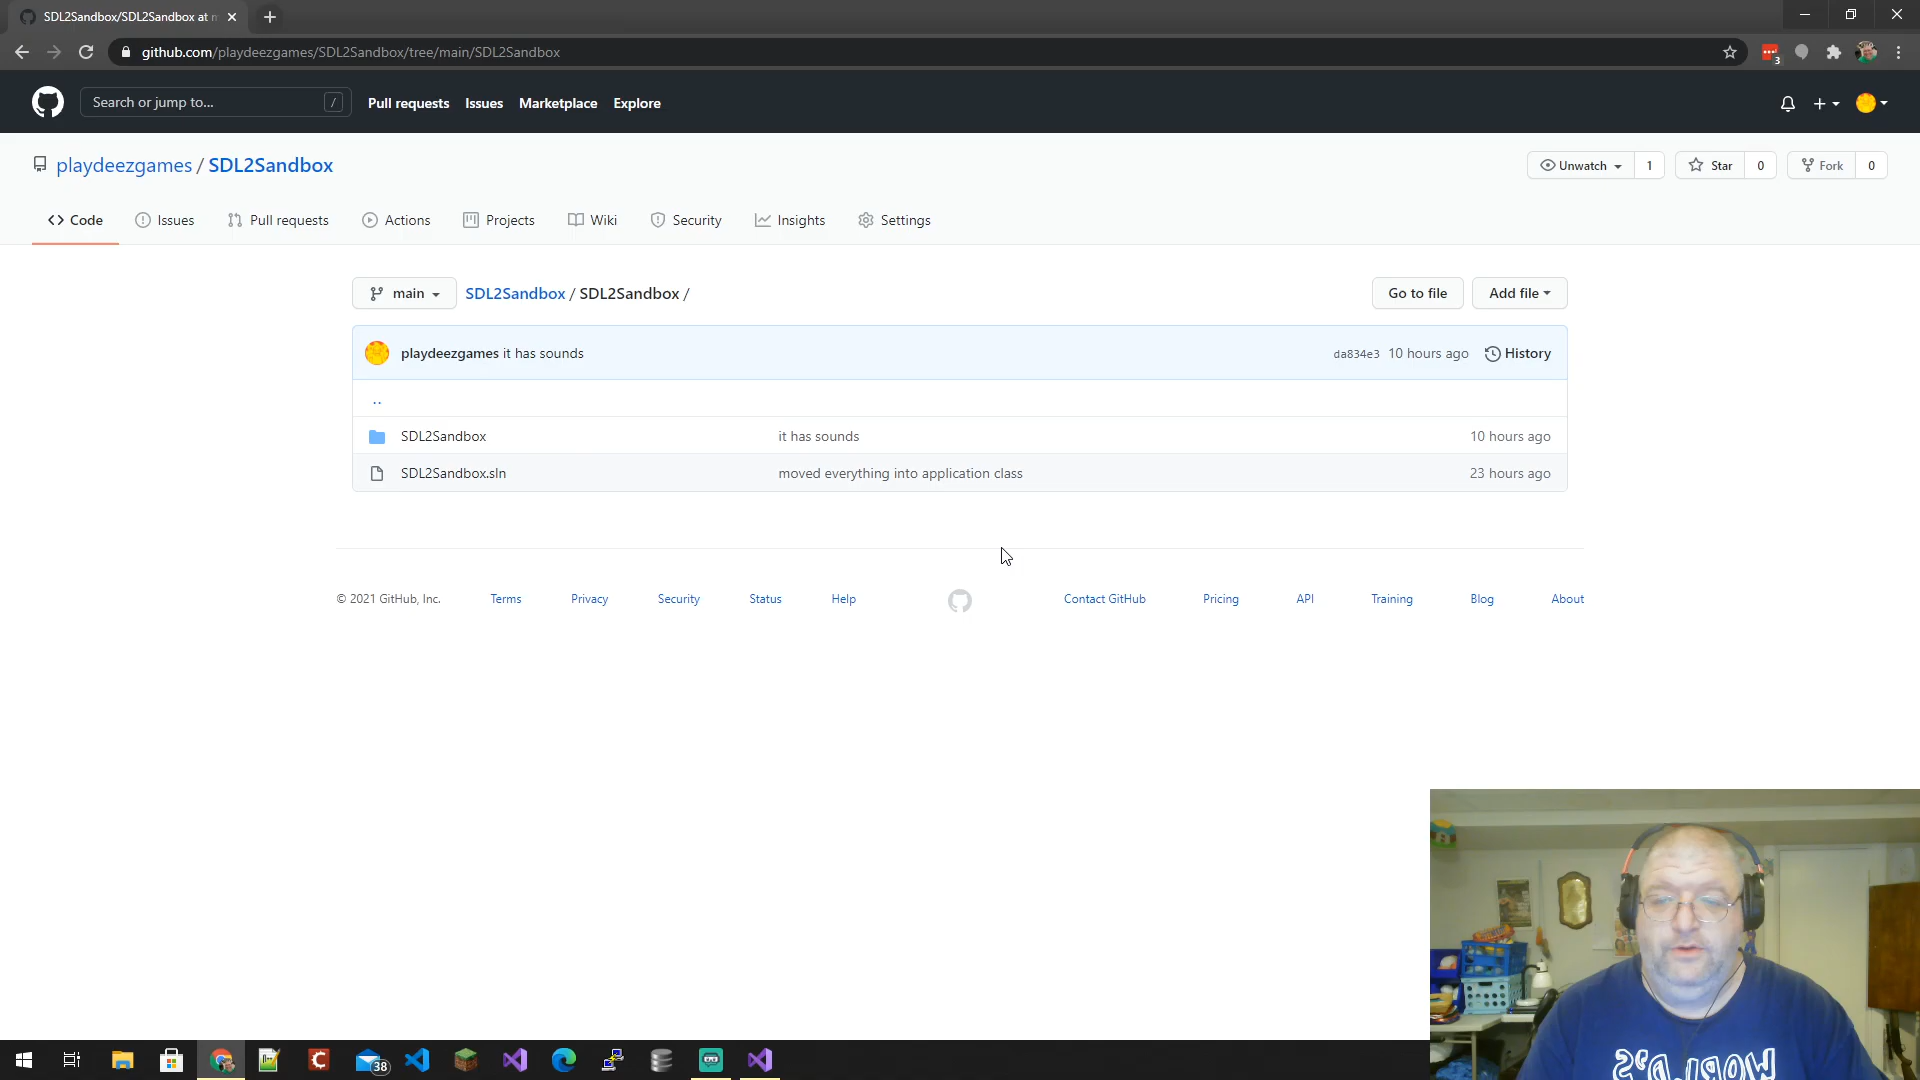 SDL2Sandbox/SDL2Sandbox at m
github.com/playdeezgames/SDL2Sandbox/tree/main/SDL2Sandbox
3
Search or jump to... /
Pull requests Issues Marketplace Explore
playdeezgames / SDL2Sandbox
Unwatch 1 Star 0 Fork 0
Code Issues Pull requests Actions Projects Wiki Security Insights Settings
main SDL2Sandbox / SDL2Sandbox / Go to file Add file
playdeezgames it has sounds da834e3 10 hours ago History
..
SDL2Sandbox it has sounds 10 hours ago
SDL2Sandbox.sln moved everything into application class 23 hours ago
© 2021 GitHub, Inc. Terms Privacy Security Status Help Contact GitHub Pricing API Training Blog About
WORLD'S
38